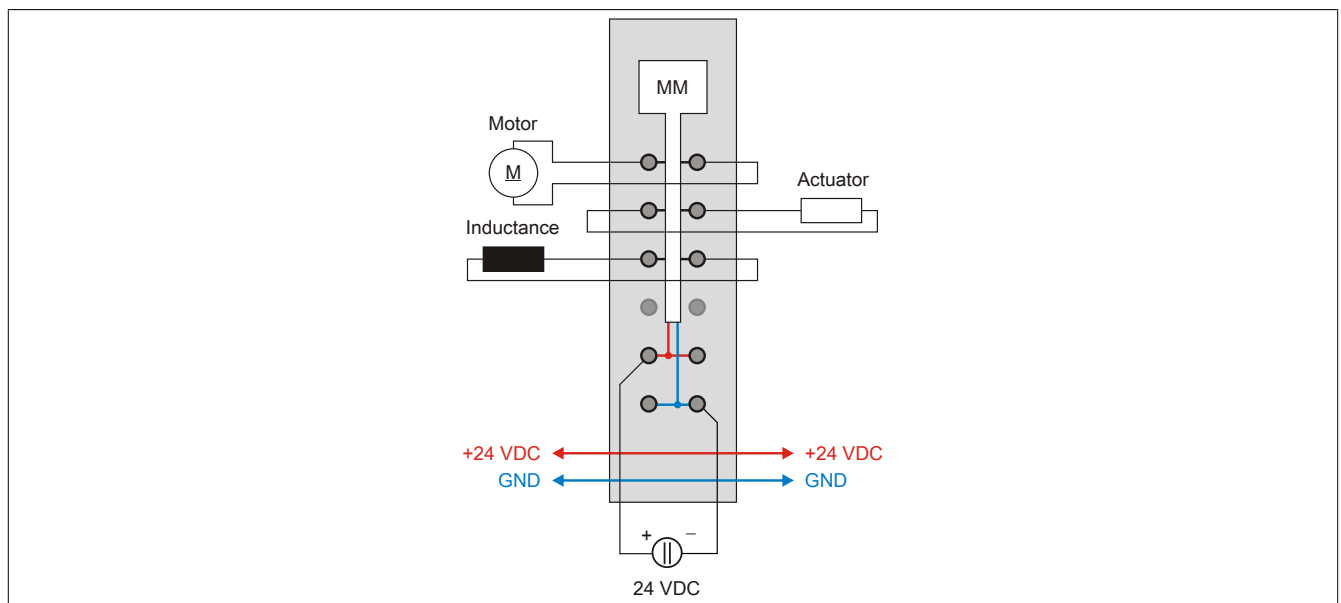 MM
Motor
M
Actuator
Inductance
+24 VDC +24 VDC
GND GND
+ –
24 VDC